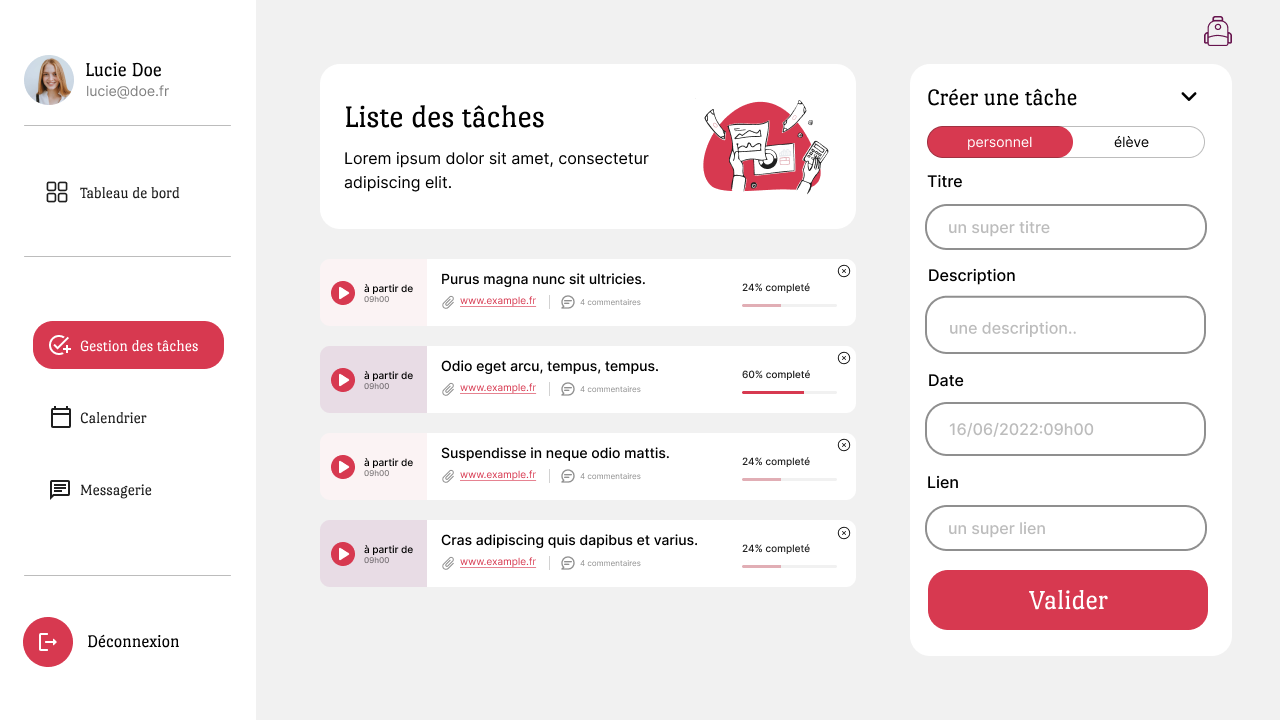 Lucie Doe
lucie@doe.fr
Tableau de bord
Gestion des tâches
Calendrier
Messagerie
Déconnexion
Liste des tâches
Lorem ipsum dolor sit amet, consectetur
adipiscing elit.
à partir de
09h00
Purus magna nunc sit ultricies.
www.example.fr
4 commentaires
24% completé
à partir de
09h00
Odio eget arcu, tempus, tempus.
www.example.fr
4 commentaires
60% completé
à partir de
09h00
Suspendisse in neque odio mattis.
www.example.fr
4 commentaires
24% completé
à partir de
09h00
Cras adipiscing quis dapibus et varius.
www.example.fr
4 commentaires
24% completé
Créer une tâche
personnel
élève
Titre
un super titre
Description
une description..
Date
16/06/2022:09h00
Lien
un super lien
Valider